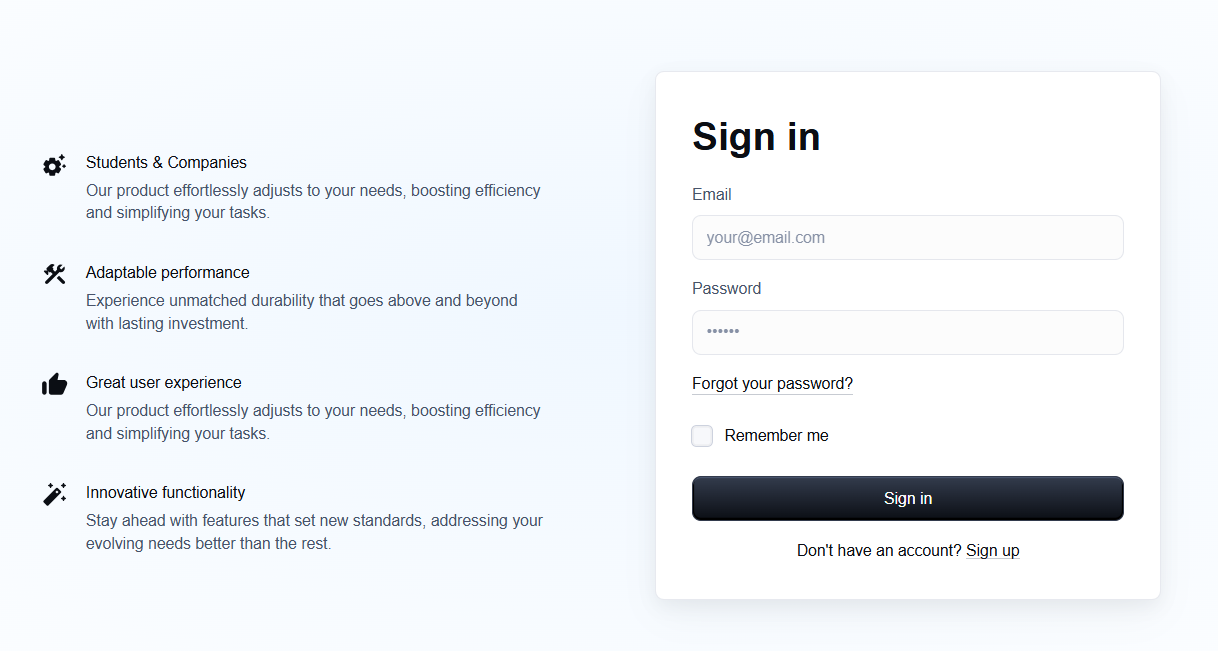 Students & Companies
Our product effortlessly adjusts to your needs, boosting efficiency
and simplifying your tasks.
Adaptable performance
Experience unmatched durability that goes above and beyond
with lasting investment.
Great user experience
Our product effortlessly adjusts to your needs, boosting efficiency
and simplifying your tasks.
Innovative functionality
Stay ahead with features that set new standards, addressing your
evolving needs better than the rest.
Sign in
Email
your@email.com
Password
••••••
Forgot your password?
Remember me
Sign in
Don't have an account? Sign up